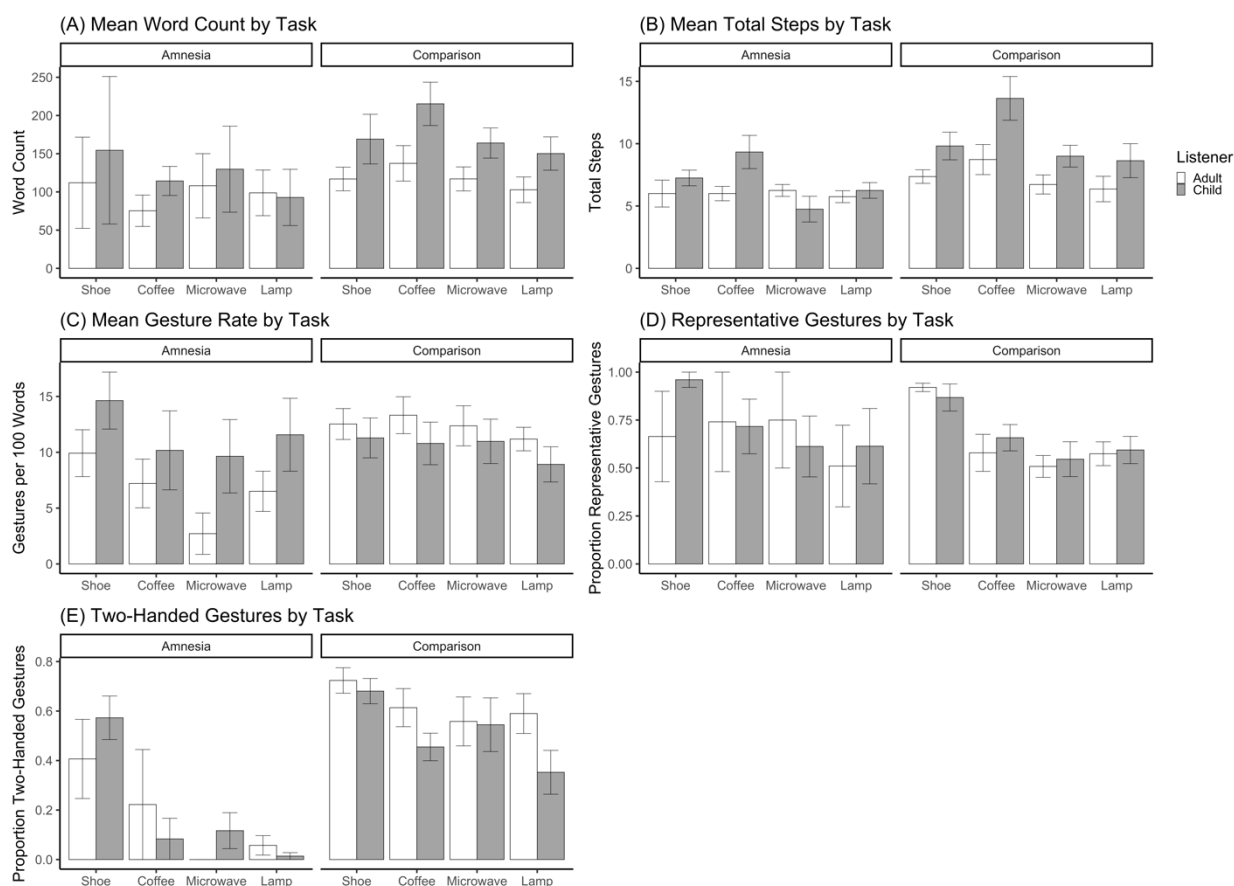 (A) Mean Word Count by Task
Amnesia
Comparison
Word Count
250
200
150
100
50
0
Shoe Coffee Microwave Lamp
Shoe Coffee Microwave Lamp
(B) Mean Total Steps by Task
Amnesia
Comparison
Total Steps
15
10
5
0
Shoe Coffee Microwave Lamp
Shoe Coffee Microwave Lamp
Listener
Adult
Child
(C) Mean Gesture Rate by Task
Amnesia
Comparison
Gestures per 100 Words
15
10
5
0
Shoe Coffee Microwave Lamp
Shoe Coffee Microwave Lamp
(D) Representative Gestures by Task
Amnesia
Comparison
Proportion Representative Gestures
1.00
0.75
0.50
0.25
0.00
Shoe Coffee Microwave Lamp
Shoe Coffee Microwave Lamp
(E) Two-Handed Gestures by Task
Amnesia
Comparison
Proportion Two-Handed Gestures
0.8
0.6
0.4
0.2
0.0
Shoe Coffee Microwave Lamp
Shoe Coffee Microwave Lamp